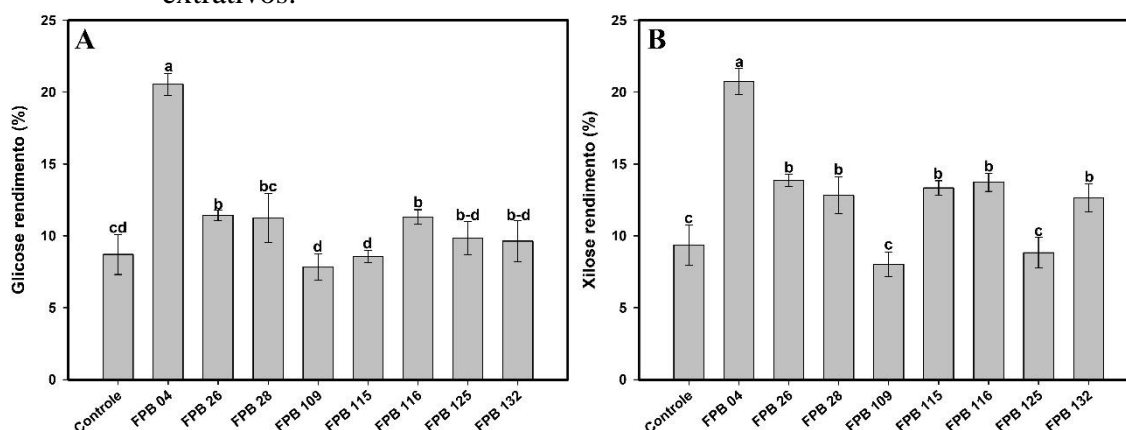 extrativos.
A
Glicose rendimento (%)
25
20
15
10
5
0
cd
a
b
bc
d
d
b
b-d
b-d
Controle
FPB 04
FPB 26
FPB 28
FPB 109
FPB 115
FPB 116
FPB 125
FPB 132
B
Xilose rendimento (%)
25
20
15
10
5
0
c
a
b
b
c
b
b
c
b
Controle
FPB 04
FPB 26
FPB 28
FPB 109
FPB 115
FPB 116
FPB 125
FPB 132